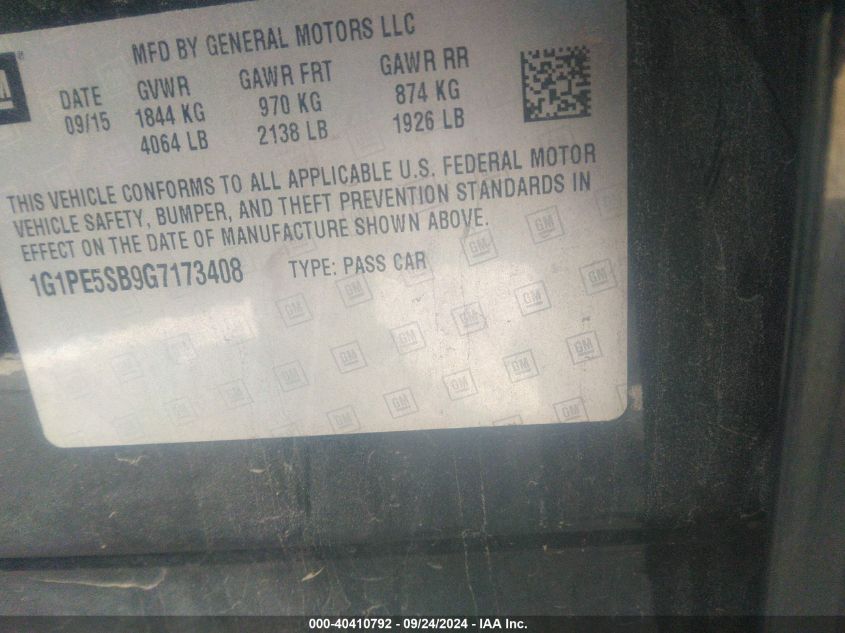 MFD BY GENERAL MOTORS LLC
DATE GVWR GAWR FRT GAWR RR
09/15 1844 KG 970 KG 874 KG
4064 LB 2138 LB 1926 LB
THIS VEHICLE CONFORMS TO ALL APPLICABLE U.S. FEDERAL MOTOR
VEHICLE SAFETY, BUMPER, AND THEFT PREVENTION STANDARDS IN
EFFECT ON THE DATE OF MANUFACTURE SHOWN ABOVE.
1G1PE5SB9G7173408 TYPE: PASS CAR
000-40410792 - 09/24/2024 - IAA Inc.